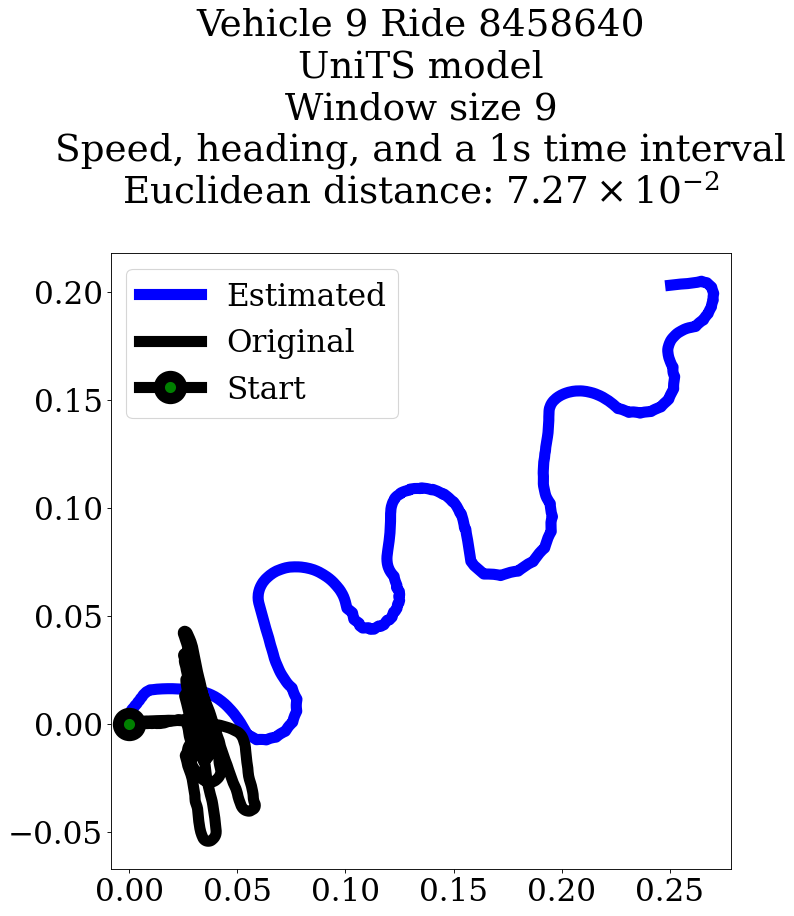 Vehicle 9 Ride 8458640
UniTS model
Window size 9
Speed, heading, and a 1s time interval
Euclidean distance: 7.27 × 10⁻²
Estimated
Original
Start
0.20
0.15
0.10
0.05
0.00
−0.05
0.00 0.05 0.10 0.15 0.20 0.25